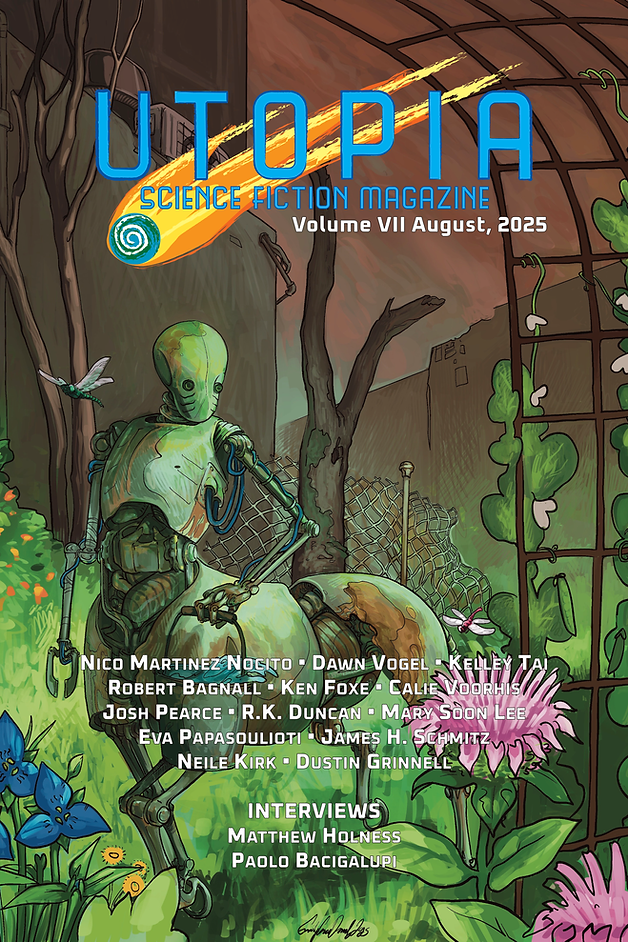 UTOPIA
SCIENCE FICTION MAGAZINE
Volume VII August, 2025
Nico Martinez Nocito • Dawn Vogel • Kelley Tai
Robert Bagnall • Ken Foxe • Calie Voorhis
Josh Pearce • R.K. Duncan • Mary Soon Lee
Eva Papasoulioti • James H. Schmitz
Neile Kirk • Dustin Grinnell
INTERVIEWS
Matthew Holness
Paolo Bacigalupi